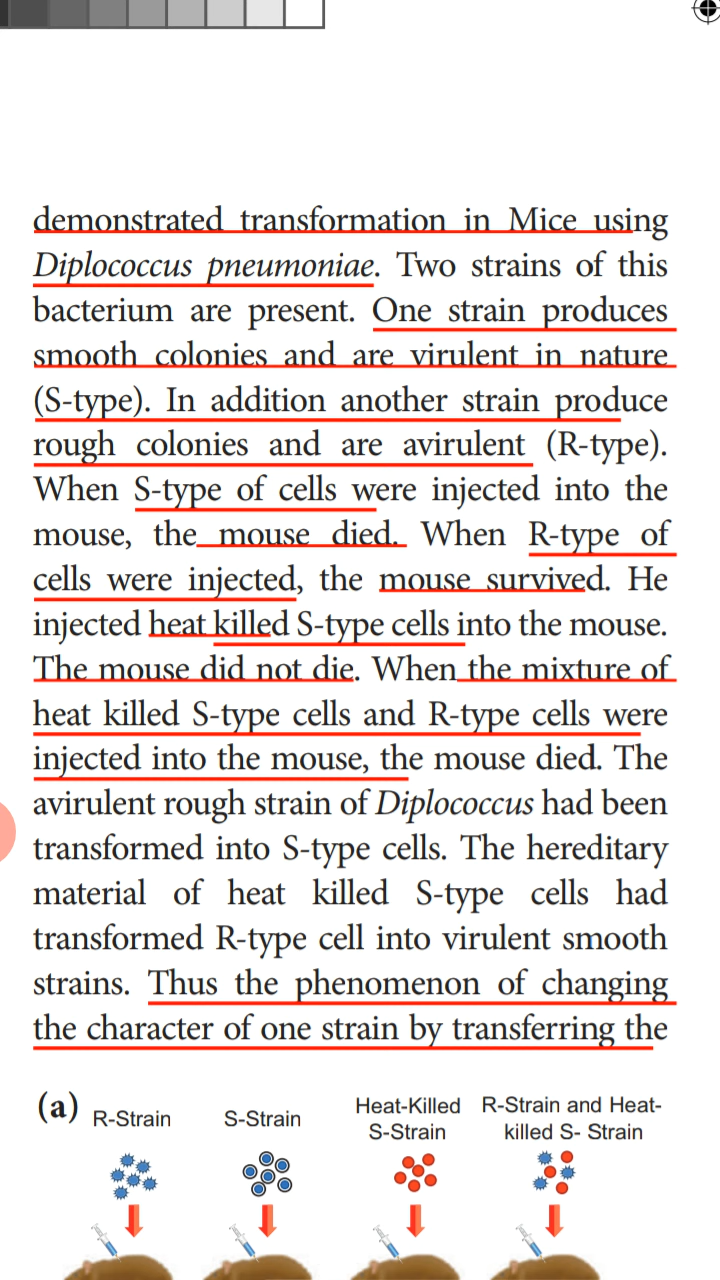 demonstrated transformation in Mice using
Diplococcus pneumoniae. Two strains of this
bacterium are present. One strain produces
smooth colonies and are virulent in nature
(S-type). In addition another strain produce
rough colonies and are avirulent (R-type).
When S-type of cells were injected into the
mouse, the mouse died. When R-type of
cells were injected, the mouse survived. He
injected heat killed S-type cells into the mouse.
The mouse did not die. When the mixture of
heat killed S-type cells and R-type cells were
injected into the mouse, the mouse died. The
avirulent rough strain of Diplococcus had been
transformed into S-type cells. The hereditary
material of heat killed S-type cells had
transformed R-type cell into virulent smooth
strains. Thus the phenomenon of changing
the character of one strain by transferring the
(a)
R-Strain
S-Strain
Heat-Killed
S-Strain
R-Strain and Heat-
killed S- Strain